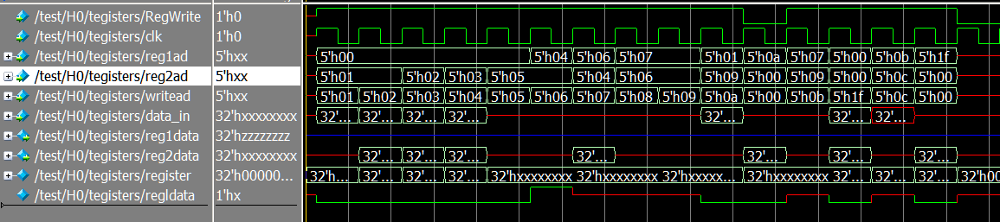 /test/H0/tegisters/RegWrite 1'h0
/test/H0/tegisters/clk 1'h0
/test/H0/tegisters/reg1ad 5'hxx 5'h00 5'h04 5'h06 5'h07 5'h01 5'h0a 5'h07 5'h00 5'h0b 5'h1f
/test/H0/tegisters/reg2ad 5'hxx 5'h01 5'h02 5'h03 5'h05 5'h04 5'h06 5'h09 5'h00 5'h09 5'h00 5'h0c 5'h00
/test/H0/tegisters/writead 5'hxx 5'h01 5'h02 5'h03 5'h04 5'h05 5'h06 5'h07 5'h08 5'h09 5'h0a 5'h00 5'h0b 5'h1f 5'h0c 5'h00
/test/H0/tegisters/data_in 32'hxxxxxxxx 32'... 32'... 32'... 32'... 32'... 32'... 32'...
/test/H0/tegisters/reg1data 32'hzzzzzzzz
/test/H0/tegisters/reg2data 32'hxxxxxxxx 32'... 32'... 32'... 32'... 32'... 32'... 32'...
/test/H0/tegisters/register 32'h00000... 32'h... 32'... 32'... 32'... 32'hxxxxxxxx 32'hxxxxxxxx 32'hxxxxx... 32'... 32'hxxxxxxxx 32'... 32'... 32'... 32'h00
/test/H0/tegisters/regIdata 1'hx